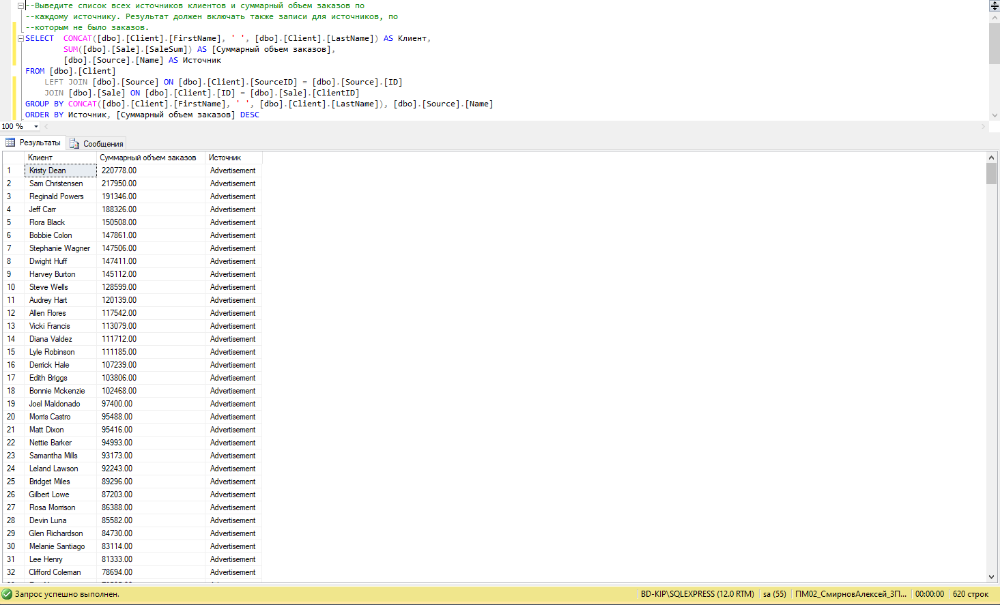 --Выведите список всех источников клиентов и суммарный объем заказов по
--каждому источнику. Результат должен включать также записи для источников, по
--которым не было заказов.
SELECT  CONCAT([dbo].[Client].[FirstName], ' ', [dbo].[Client].[LastName]) AS Клиент,
SUM([dbo].[Sale].[SaleSum]) AS [Суммарный объем заказов],
[dbo].[Source].[Name] AS Источник
FROM [dbo].[Client]
LEFT JOIN [dbo].[Source] ON [dbo].[Client].[SourceID] = [dbo].[Source].[ID]
JOIN [dbo].[Sale] ON [dbo].[Client].[ID] = [dbo].[Sale].[ClientID]
GROUP BY CONCAT([dbo].[Client].[FirstName], ' ', [dbo].[Client].[LastName]), [dbo].[Source].[Name]
ORDER BY Источник, [Суммарный объем заказов] DESC
100 %
Результаты Сообщения
Клиент Суммарный объем заказов Источник
1 Kristy Dean 220778.00 Advertisement
2 Sam Christensen 217950.00 Advertisement
3 Reginald Powers 191346.00 Advertisement
4 Jeff Carr 188326.00 Advertisement
5 Flora Black 150508.00 Advertisement
6 Bobbie Colon 147861.00 Advertisement
7 Stephanie Wagner 147506.00 Advertisement
8 Dwight Huff 147411.00 Advertisement
9 Harvey Burton 145112.00 Advertisement
10 Steve Wells 128599.00 Advertisement
11 Audrey Hart 120139.00 Advertisement
12 Allen Flores 117542.00 Advertisement
13 Vicki Francis 113079.00 Advertisement
14 Diana Valdez 111712.00 Advertisement
15 Lyle Robinson 111185.00 Advertisement
16 Derrick Hale 107239.00 Advertisement
17 Edith Briggs 103806.00 Advertisement
18 Bonnie Mckenzie 102468.00 Advertisement
19 Joel Maldonado 97400.00 Advertisement
20 Morris Castro 95488.00 Advertisement
21 Matt Dixon 95416.00 Advertisement
22 Nettie Barker 94993.00 Advertisement
23 Samantha Mills 93173.00 Advertisement
24 Leland Lawson 92243.00 Advertisement
25 Bridget Miles 89296.00 Advertisement
26 Gilbert Lowe 87203.00 Advertisement
27 Rosa Morrison 86388.00 Advertisement
28 Devin Luna 85582.00 Advertisement
29 Glen Richardson 84730.00 Advertisement
30 Melanie Santiago 83114.00 Advertisement
31 Lee Henry 81333.00 Advertisement
32 Clifford Coleman 78694.00 Advertisement
Запрос успешно выполнен. BD-KIP\SQLEXPRESS (12.0 RTM) sa (55) ПМ02_СмирновАлексей_3П... 00:00:00 620 строк